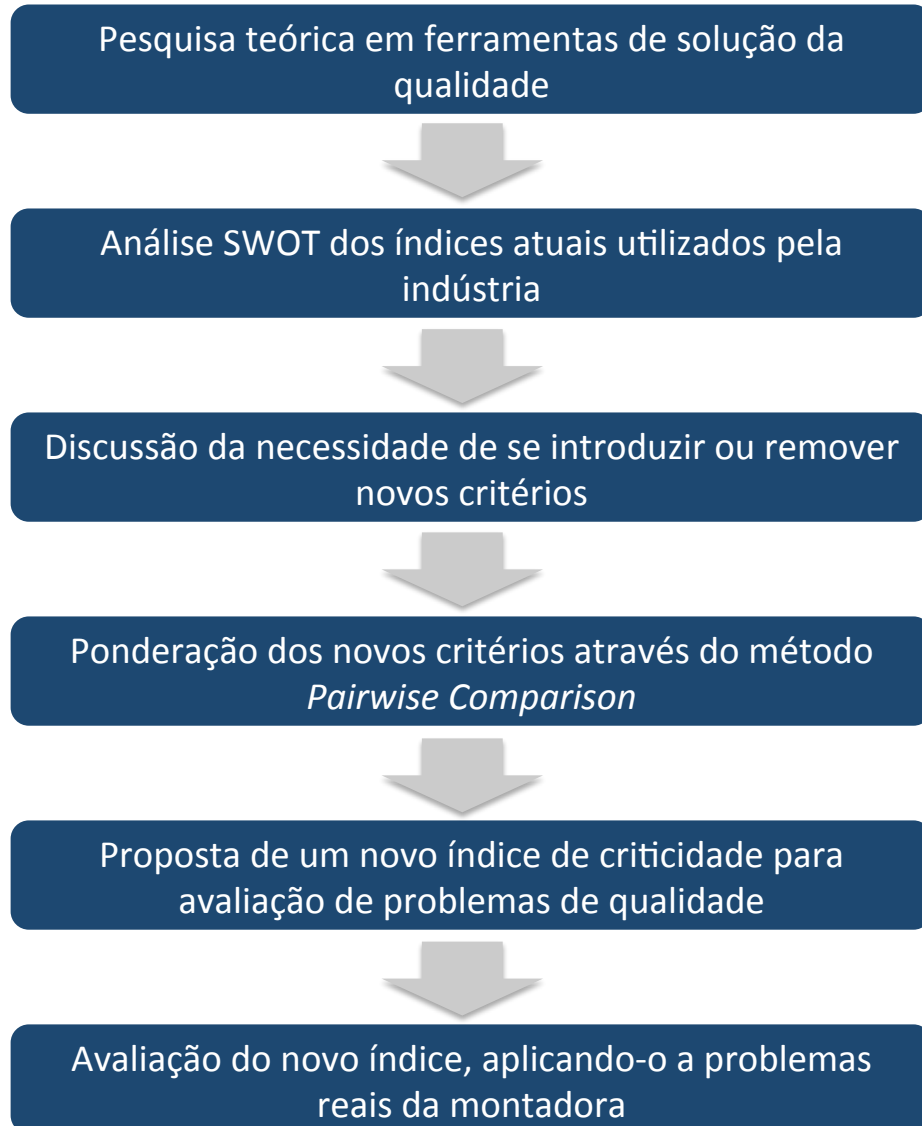 Pesquisa teórica em ferramentas de solução da
qualidade
Análise SWOT dos índices atuais utilizados pela
indústria
Discussão da necessidade de se introduzir ou remover
novos critérios
Ponderação dos novos critérios através do método
Pairwise Comparison
Proposta de um novo índice de criticidade para
avaliação de problemas de qualidade
Avaliação do novo índice, aplicando-o a problemas
reais da montadora